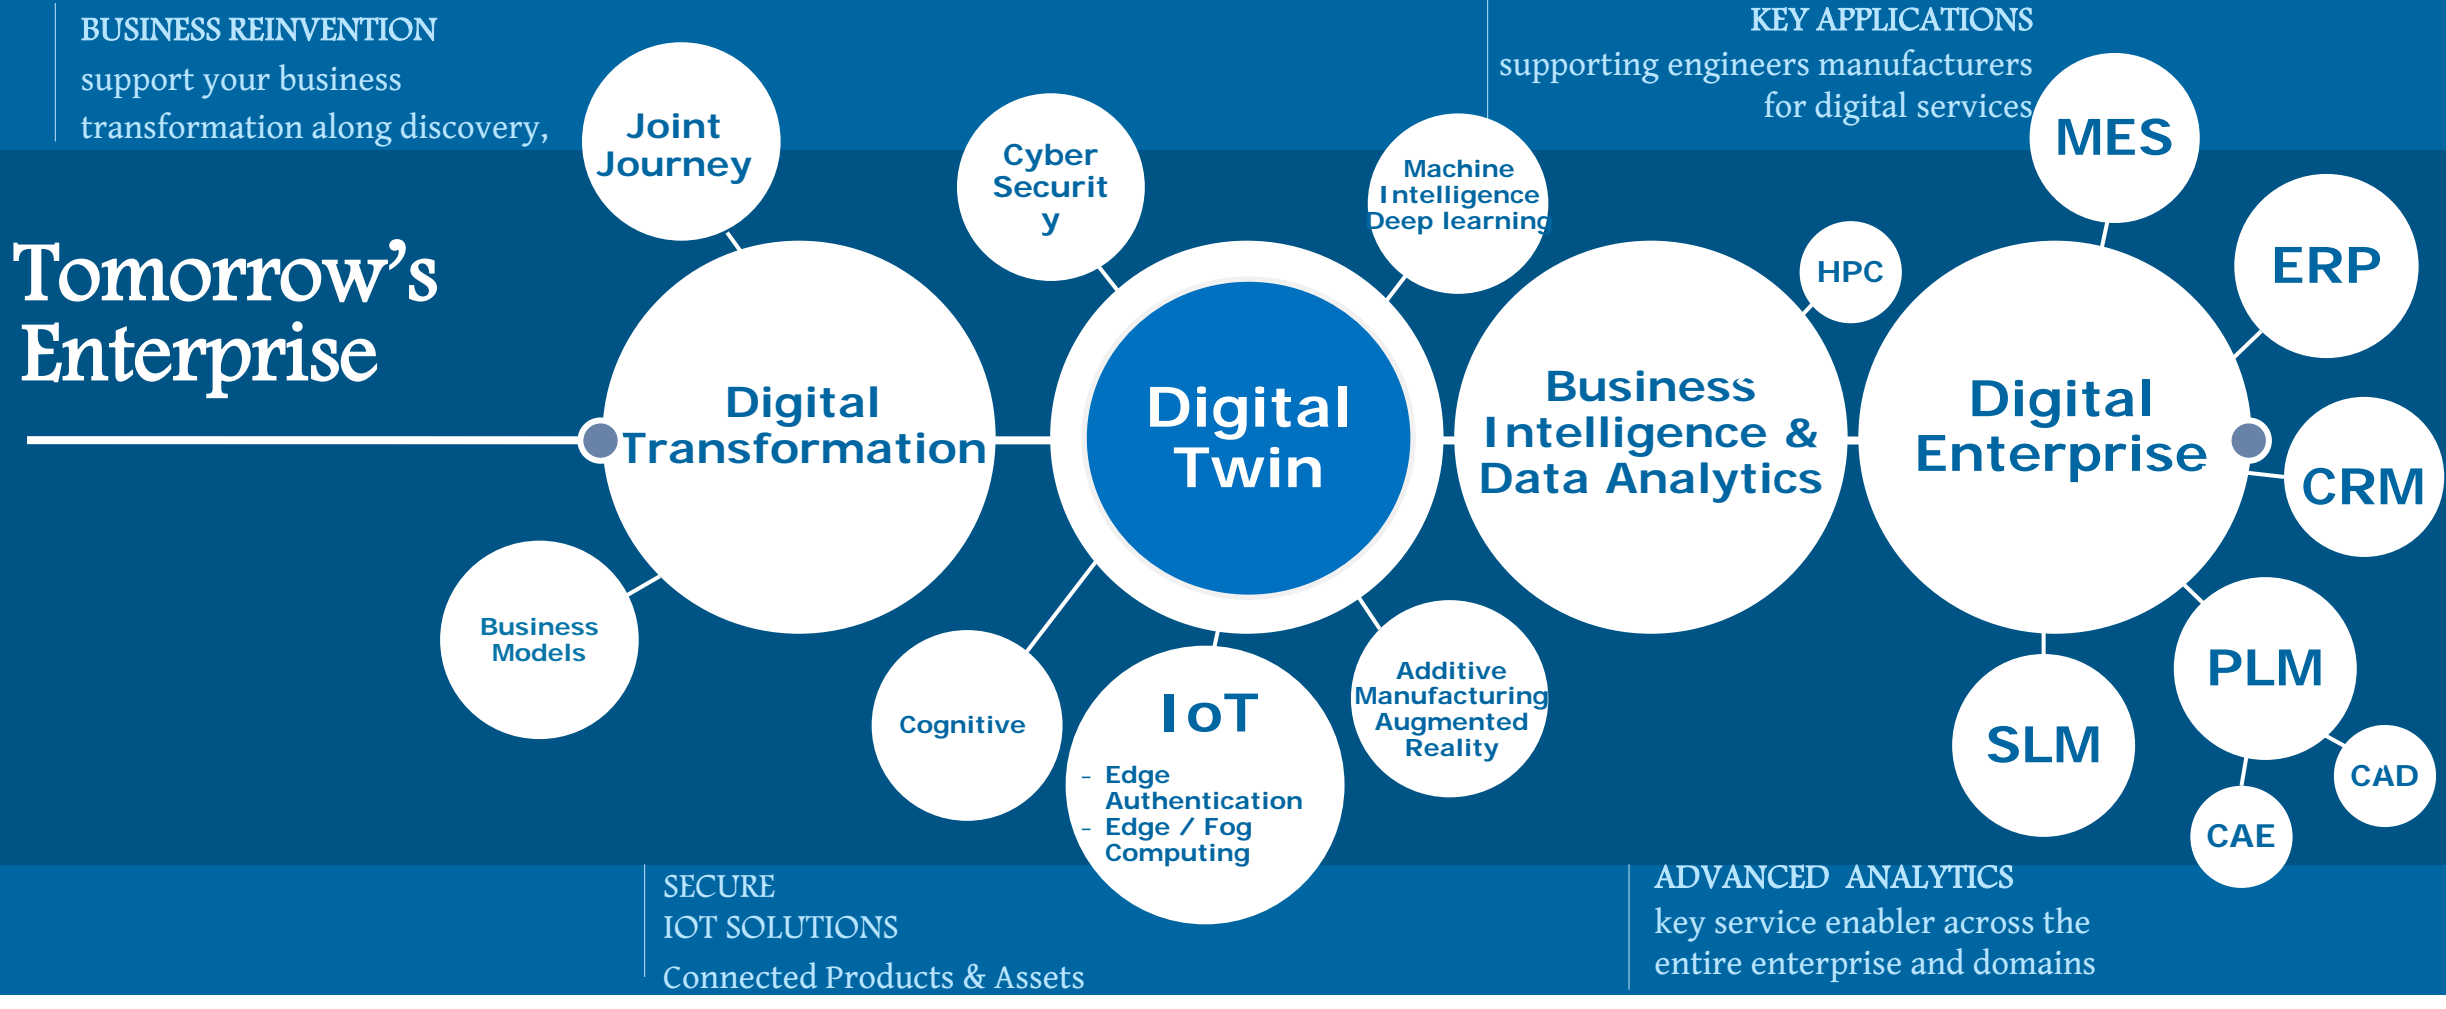 BUSINESS REINVENTION
support your business
transformation along discovery,
KEY APPLICATIONS
supporting engineers manufacturers
for digital services
Tomorrow's
Enterprise
Joint
Journey
Cyber
Securit
y
Machine
Intelligence
Deep learning
MES
HPC
ERP
Digital
Transformation
Digital
Twin
Business
Intelligence &
Data Analytics
Digital
Enterprise
CRM
Business
Models
Cognitive
IoT
- Edge
Authentication
- Edge / Fog
Computing
Additive
Manufacturing
Augmented
Reality
SLM
PLM
CAD
CAE
SECURE
IOT SOLUTIONS
Connected Products & Assets
ADVANCED ANALYTICS
key service enabler across the
entire enterprise and domains